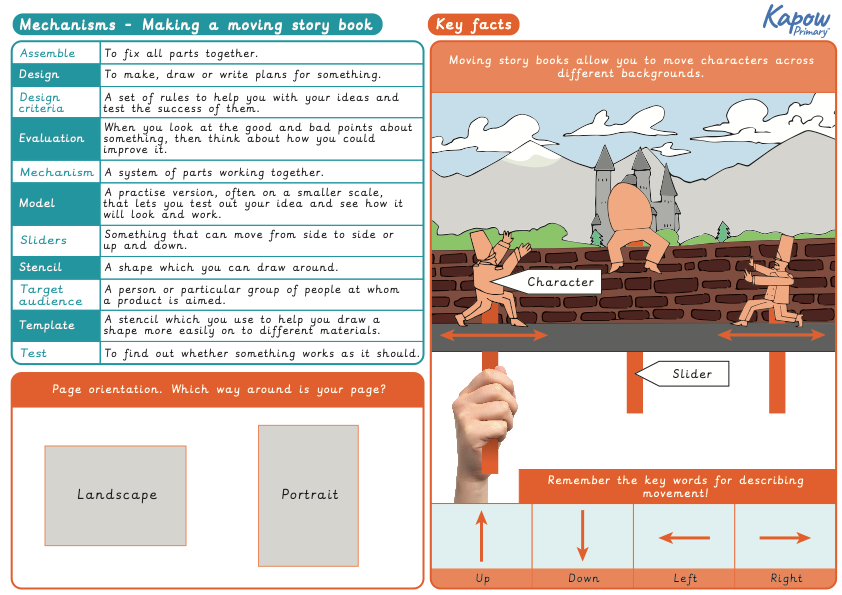 Mechanisms - Making a moving story book
Assemble
To fix all parts together.
Design
To make, draw or write plans for something.
Design
criteria
A set of rules to help you with your ideas and
test the success of them.
Evaluation
When you look at the good and bad points about
something, then think about how you could
improve it.
Mechanism
A system of parts working together.
Model
A practise version, often on a smaller scale,
that lets you test out your idea and see how it
will look and work.
Sliders
Something that can move from side to side or
up and down.
Stencil
A shape which you can draw around.
Target
audience
A person or particular group of people at whom
a product is aimed.
Template
A stencil which you use to help you draw a
shape more easily on to different materials.
Test
To find out whether something works as it should.
Page orientation. Which way around is your page?
Landscape
Portrait
Key facts
Kapow
Primary
Moving story books allow you to move characters across
different backgrounds.
Character
Slider
Remember the key words for describing
movement!
Up
Down
Left
Right